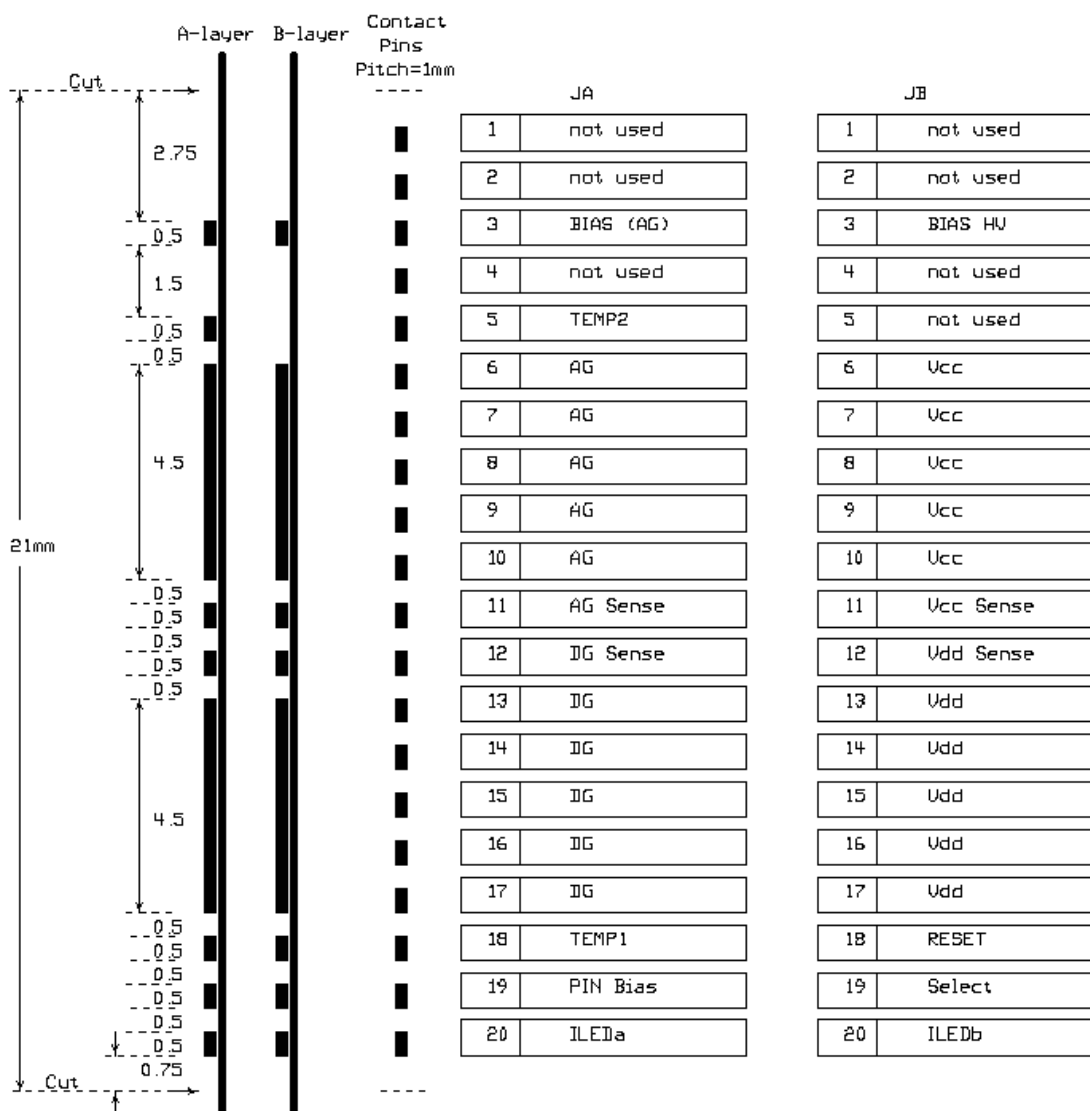 Contact
A-layer B-layer
Pins
Pitch=1mm
Cut
JA JB
1 not used 1 not used
2.75
2 not used 2 not used
3 BIAS (AG) 3 BIAS HV
0.5
4 not used 4 not used
1.5
5 TEMP2 5 not used
0.5
0.5
6 AG 6 Vcc
7 AG 7 Vcc
4.5
8 AG 8 Vcc
9 AG 9 Vcc
21mm
10 AG 10 Vcc
0.5
11 AG Sense 11 Vcc Sense
0.5
0.5
12 DG Sense 12 Vdd Sense
0.5
0.5
13 DG 13 Vdd
14 DG 14 Vdd
15 DG 15 Vdd
4.5
16 DG 16 Vdd
17 DG 17 Vdd
0.5
18 TEMP1 18 RESET
0.5
0.5
19 PIN Bias 19 Select
0.5
0.5
20 ILEDa 20 ILEDb
0.5
0.75
Cut